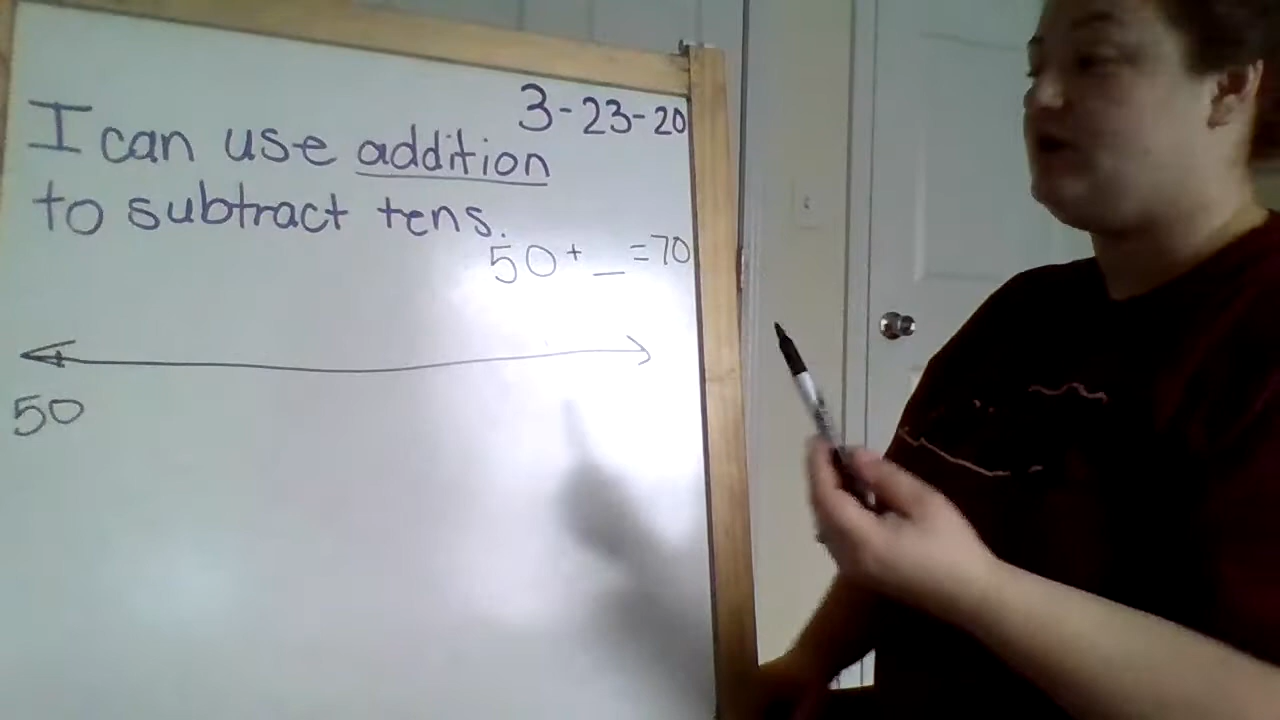 3-23-20
I can use addition
to subtract tens.
50 + _ = 70
50